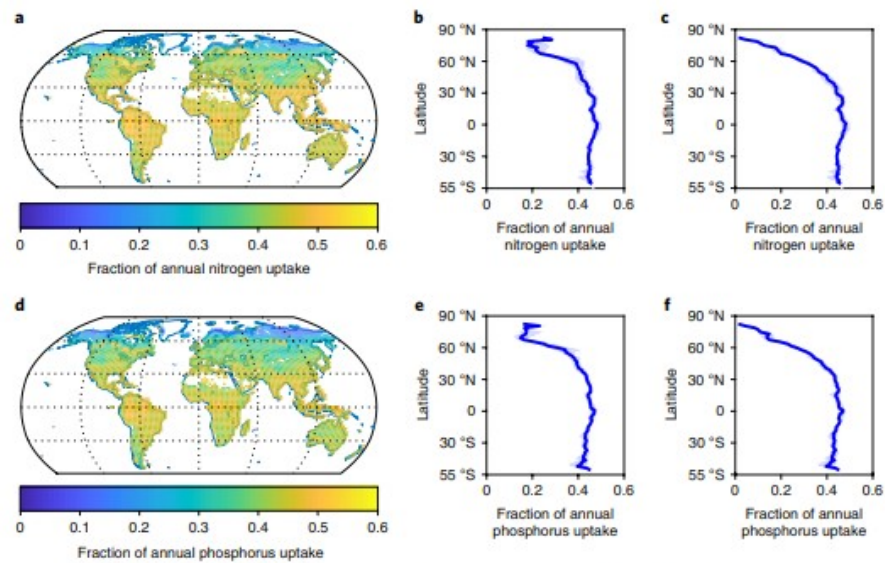 a
0 0.1 0.2 0.3 0.4 0.5 0.6
Fraction of annual nitrogen uptake
b
90 °N
60 °N
30 °N
0
30 °S
55 °S
Latitude
0 0.2 0.4 0.6
Fraction of annual
nitrogen uptake
c
90 °N
60 °N
30 °N
0
30 °S
55 °S
Latitude
0 0.2 0.4 0.6
Fraction of annual
nitrogen uptake
d
0 0.1 0.2 0.3 0.4 0.5 0.6
Fraction of annual phosphorus uptake
e
90 °N
60 °N
30 °N
0
30 °S
55 °S
Latitude
0 0.2 0.4 0.6
Fraction of annual
phosphorus uptake
f
90 °N
60 °N
30 °N
0
30 °S
55 °S
Latitude
0 0.2 0.4 0.6
Fraction of annual
phosphorus uptake